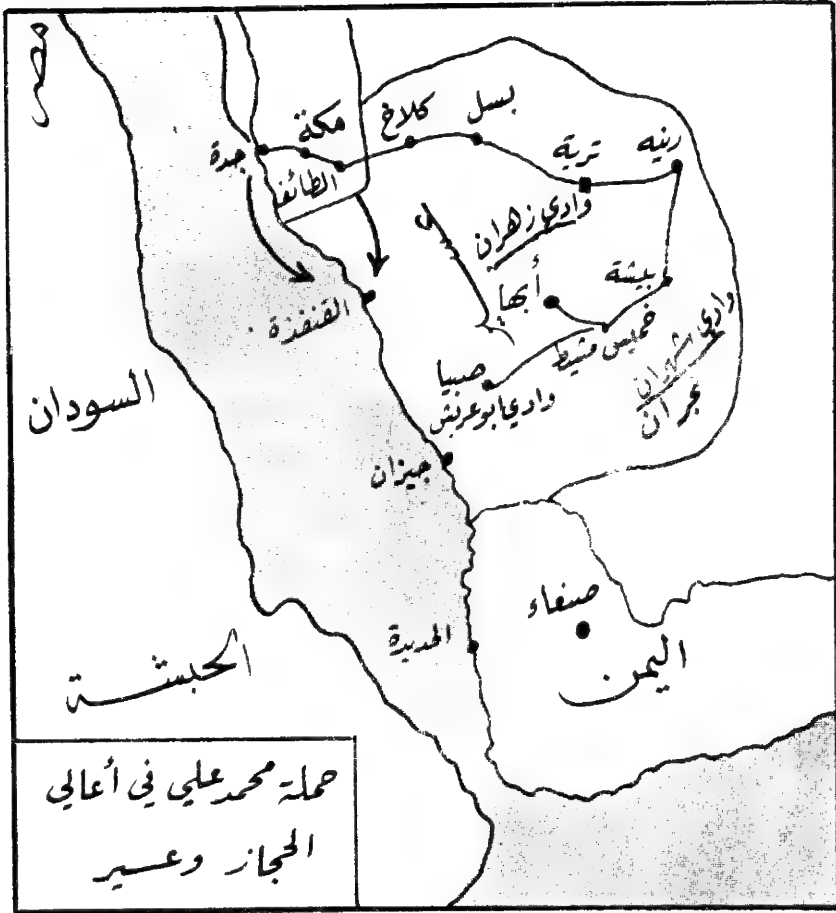 مصر
جدة
مكة
الطائف
كلاخ
بسل
تربة
رنيه
وادي زهران
أبها
بيشة
خميس مشيط
وادي شهران
نجران
القنفذة
صبيا
وادي ابو عريش
جيزان
السودان
صنعاء
الحديدة
اليمن
الحبشة
حملة محمد علي في أعالي
الحجاز وعسير